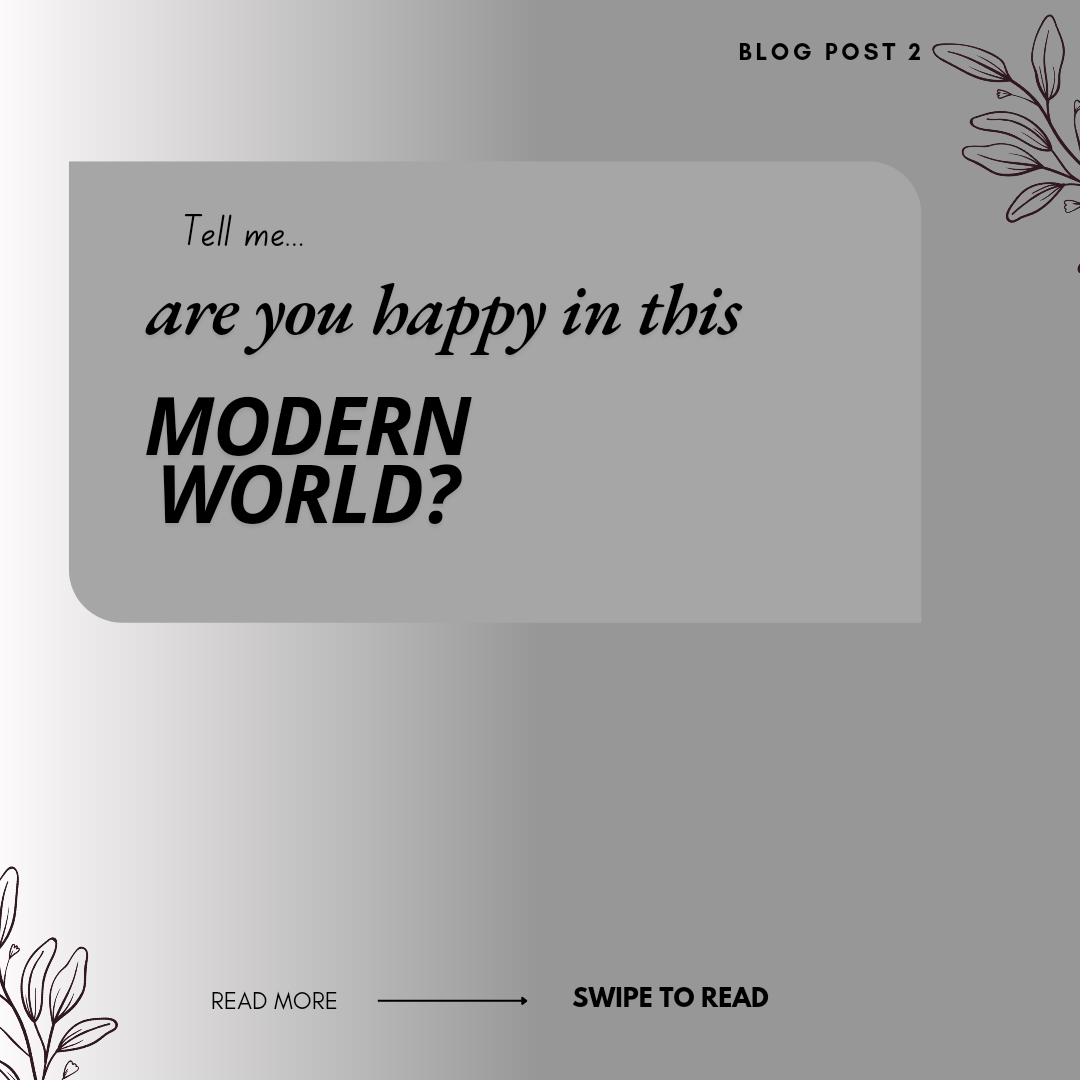 BLOG POST 2
Tell me...
are you happy in this
MODERN
WORLD?
READ MORE
SWIPE TO READ